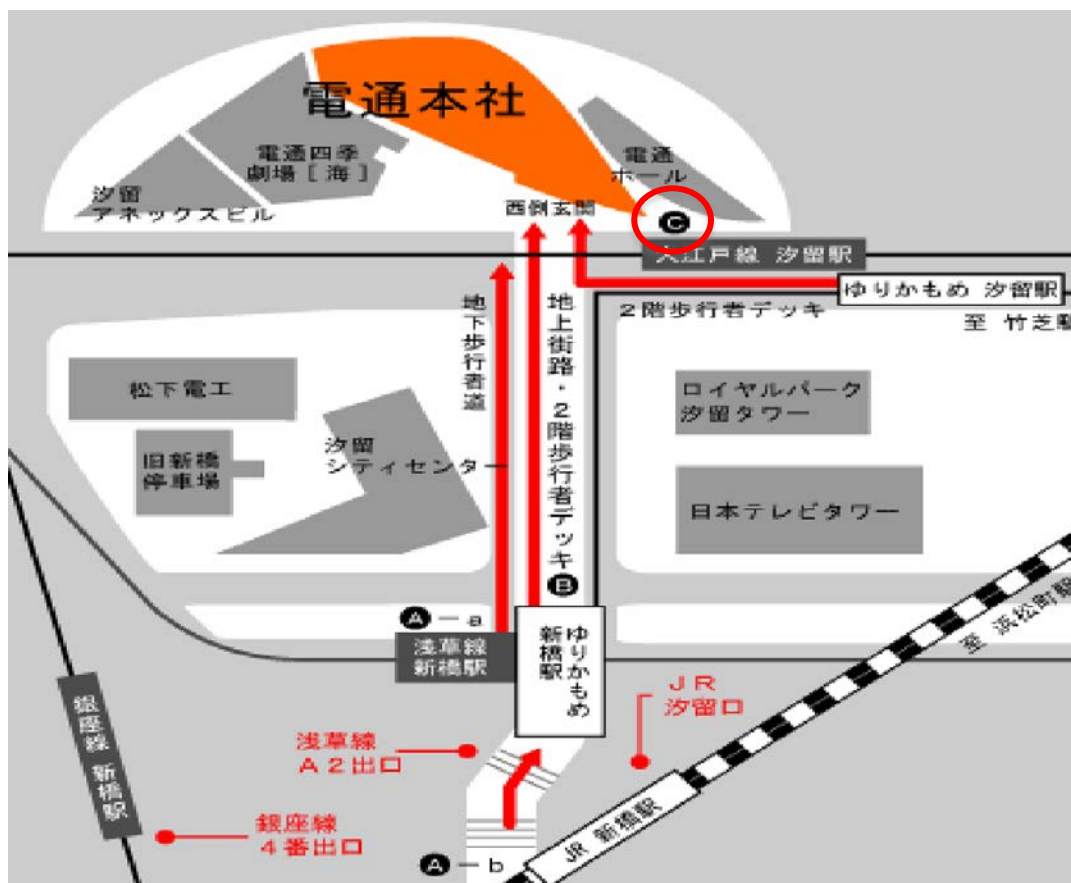 電通本社
電通四季
劇場［海］
電通
ホール
汐留
アネックスビル
西側玄関
C
大江戸線 汐留駅
ゆりかもめ 汐留駅
2階歩行者デッキ
至 竹芝駅
地下歩行者道
地上街路・2階歩行者デッキ
松下電工
ロイヤルパーク
汐留タワー
旧新橋
停車場
汐留
シティセンター
日本テレビタワー
B
A－a
浅草線
新橋駅
ゆりかもめ
新橋駅
至 浜松町駅
JR
汐留口
銀座線 新橋駅
浅草線
A2出口
銀座線
4番出口
JR 新橋駅
A－b